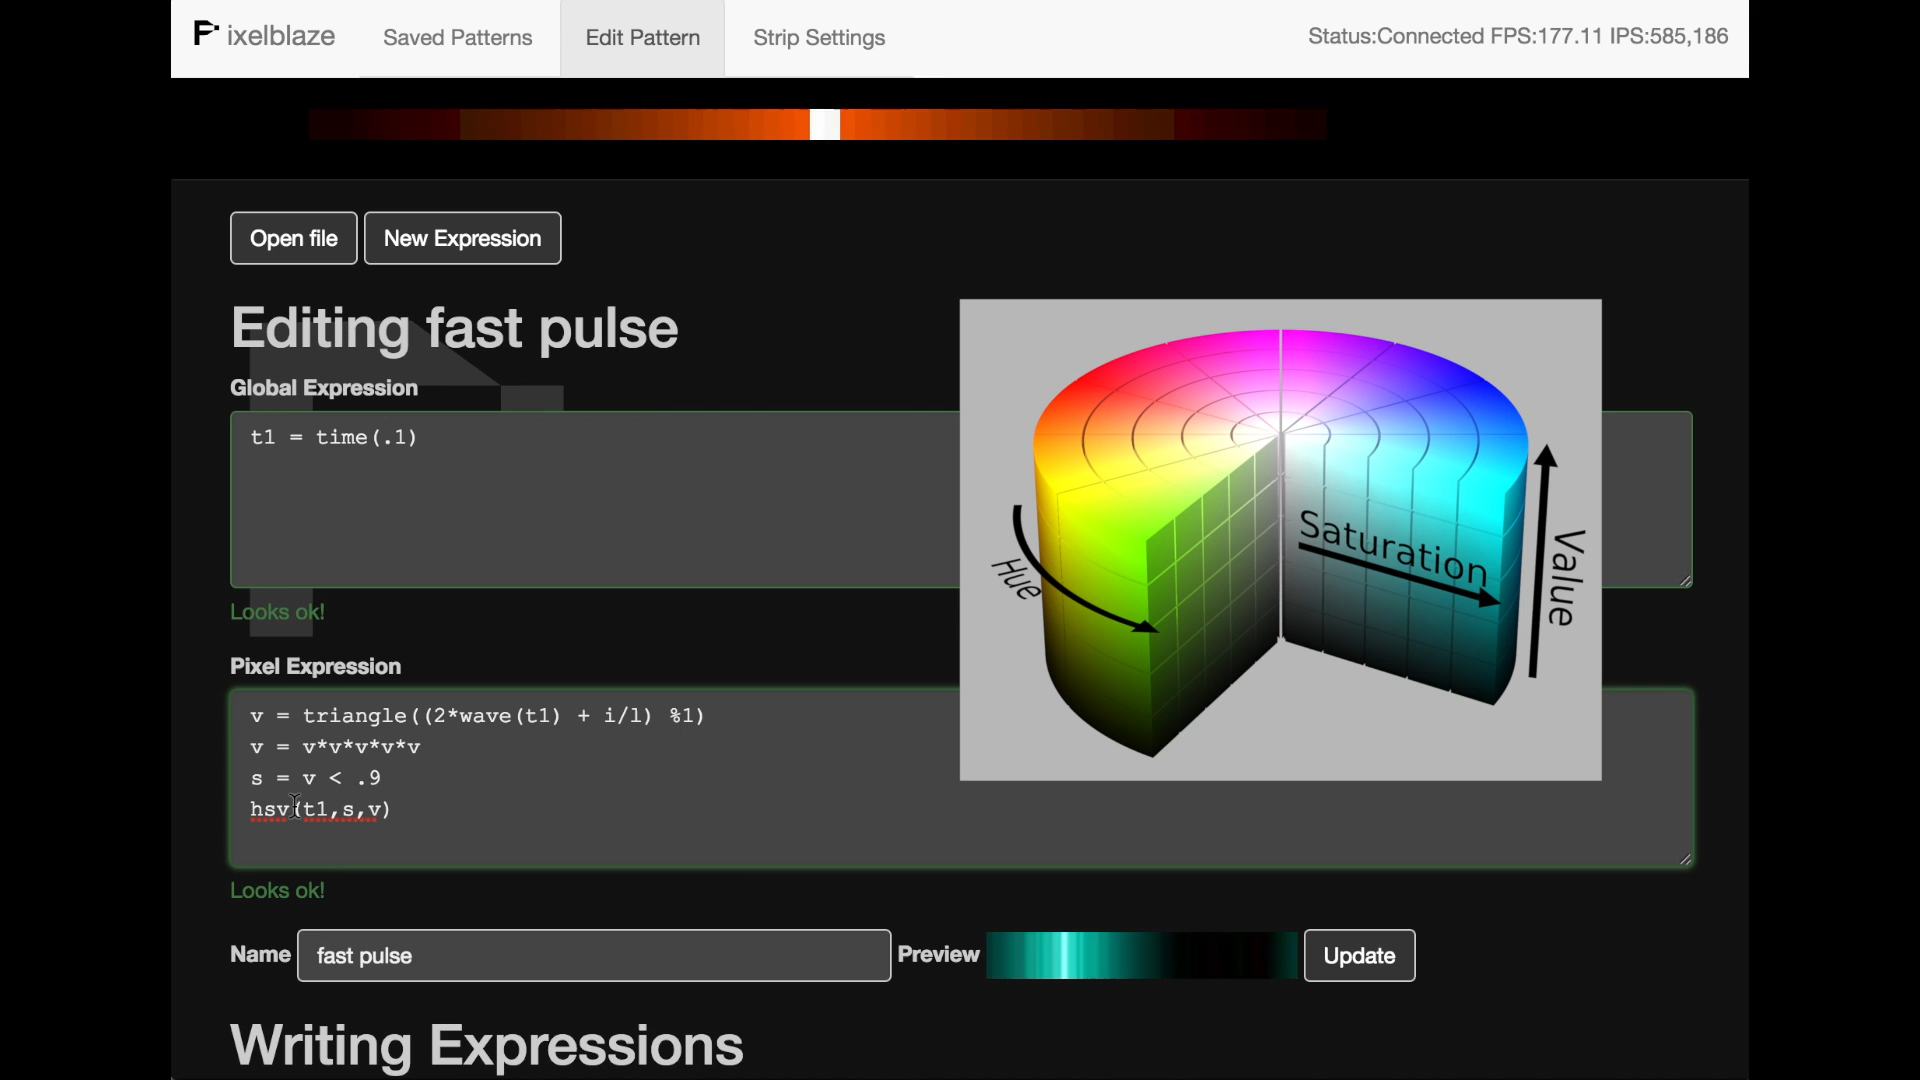 Pixelblaze
Saved Patterns
Edit Pattern
Strip Settings
Status:Connected FPS:177.11 IPS:585,186
Open file
New Expression
Editing fast pulse
Global Expression
t1 = time(.1)
Looks ok!
Hue
Saturation
Value
Pixel Expression
v = triangle((2*wave(t1) + i/l) %1)
v = v*v*v*v*v
s = v < .9
hsv(t1,s,v)
Looks ok!
Name
fast pulse
Preview
Update
Writing Expressions